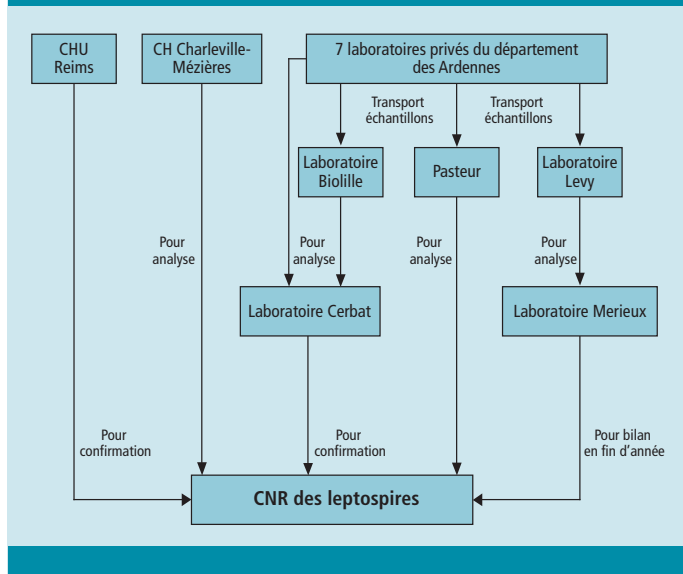 CHU
Reims
CH Charleville-
Mézières
7 laboratoires privés du département
des Ardennes
Transport
échantillons
Transport
échantillons
Laboratoire
Biolille
Pasteur
Laboratoire
Levy
Pour
analyse
Pour
analyse
Pour
analyse
Pour
analyse
Laboratoire Cerbat
Laboratoire Merieux
Pour
confirmation
Pour
confirmation
Pour bilan
en fin d’année
CNR des leptospires